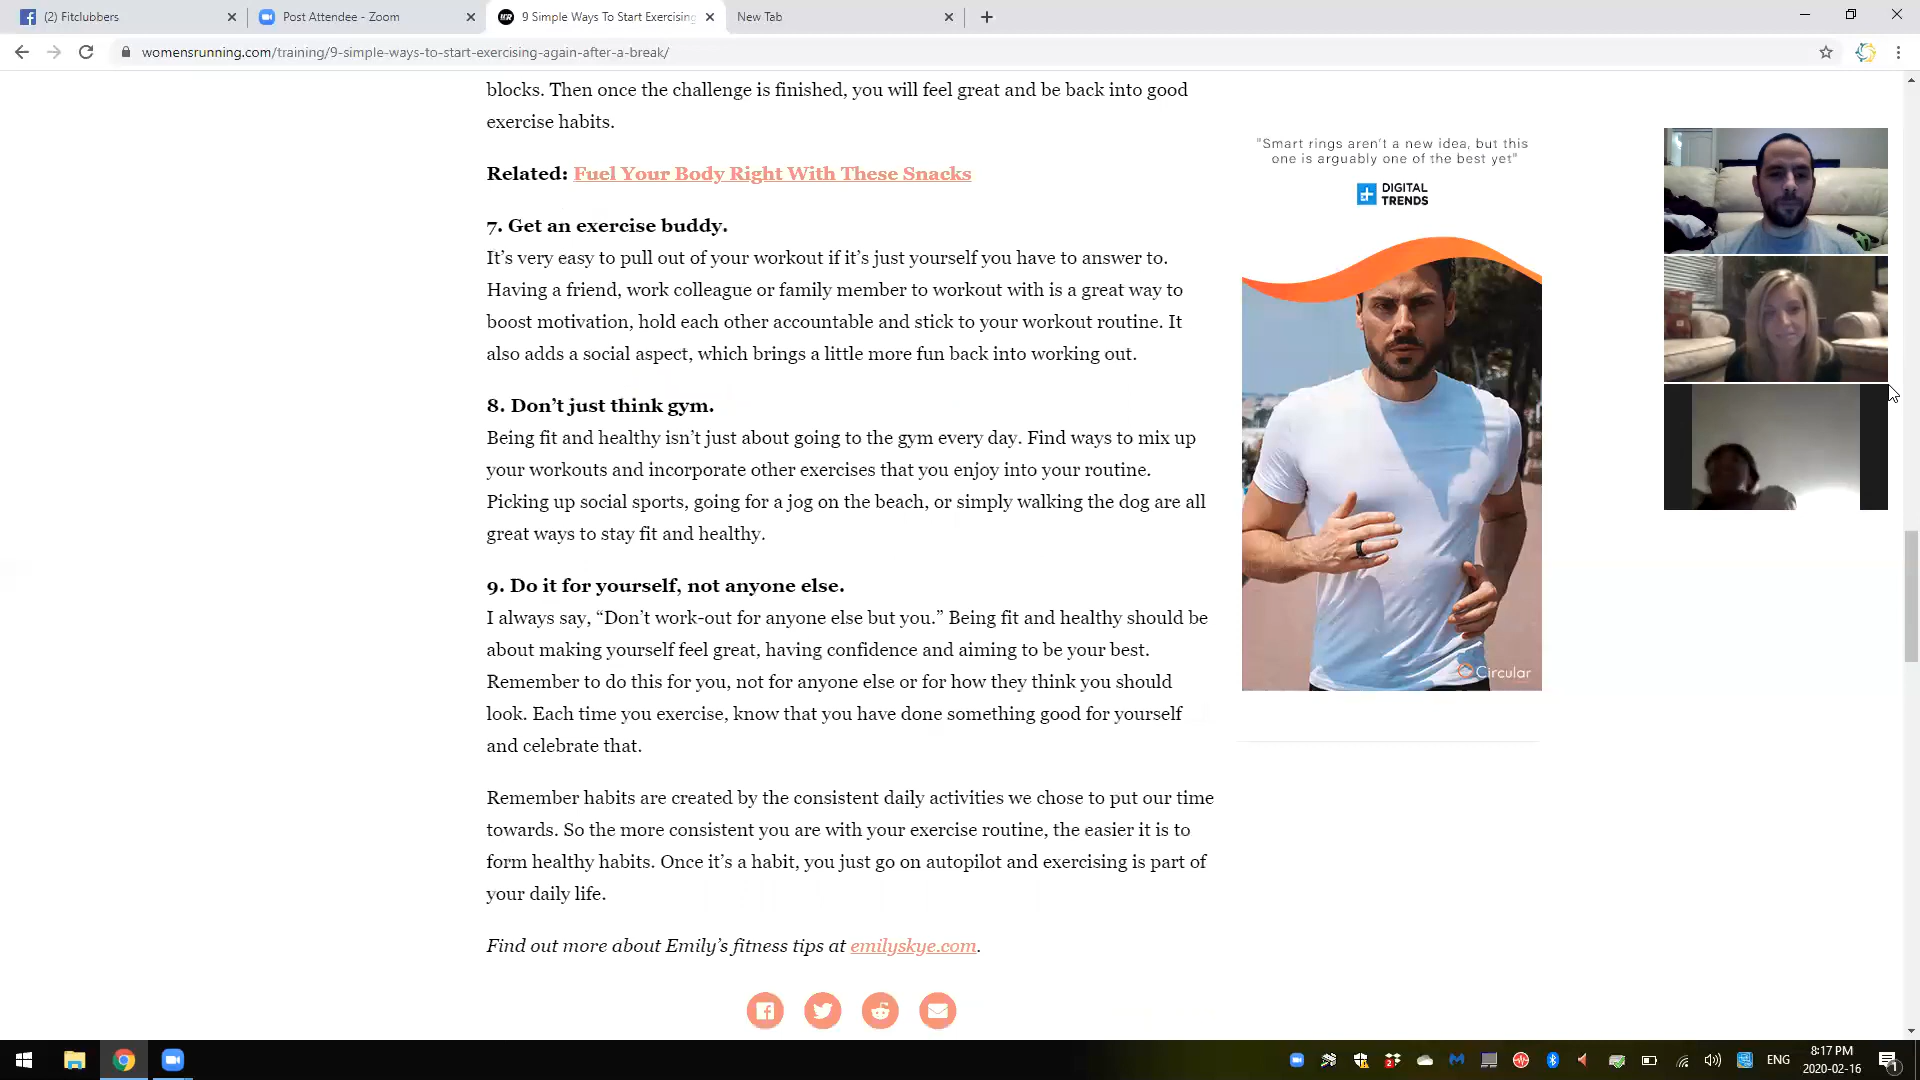 (2) Fitclubbers
Post Attendee - Zoom
9 Simple Ways To Start Exercising
New Tab
womensrunning.com/training/9-simple-ways-to-start-exercising-again-after-a-break/
blocks. Then once the challenge is finished, you will feel great and be back into good
exercise habits.
Related: Fuel Your Body Right With These Snacks
7. Get an exercise buddy.
It’s very easy to pull out of your workout if it’s just yourself you have to answer to.
Having a friend, work colleague or family member to workout with is a great way to
boost motivation, hold each other accountable and stick to your workout routine. It
also adds a social aspect, which brings a little more fun back into working out.
8. Don’t just think gym.
Being fit and healthy isn’t just about going to the gym every day. Find ways to mix up
your workouts and incorporate other exercises that you enjoy into your routine.
Picking up social sports, going for a jog on the beach, or simply walking the dog are all
great ways to stay fit and healthy.
9. Do it for yourself, not anyone else.
I always say, “Don’t work-out for anyone else but you.” Being fit and healthy should be
about making yourself feel great, having confidence and aiming to be your best.
Remember to do this for you, not for anyone else or for how they think you should
look. Each time you exercise, know that you have done something good for yourself
and celebrate that.
Remember habits are created by the consistent daily activities we chose to put our time
towards. So the more consistent you are with your exercise routine, the easier it is to
form healthy habits. Once it’s a habit, you just go on autopilot and exercising is part of
your daily life.
Find out more about Emily’s fitness tips at emilyskye.com.
"Smart rings aren't a new idea, but this
one is arguably one of the best yet"
DIGITAL
TRENDS
Circular
ENG
8:17 PM
2020-02-16